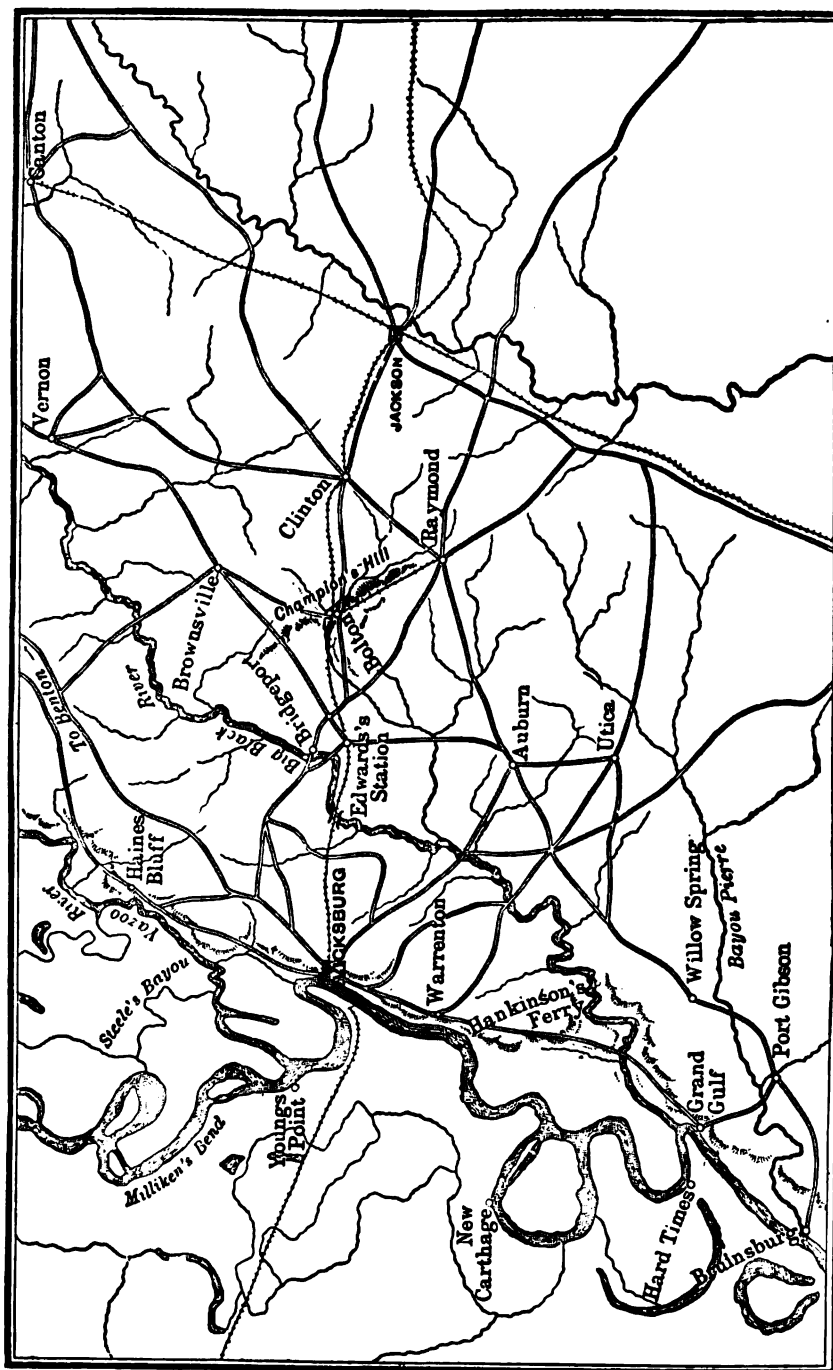 Milliken's Bend
Steele's Bayou
Yazoo
River
Haines
Bluff
To Benton
Vernon
Canton
Youngs
Point
River
Brownsville
Big Black
Bridgeport
Champion's Hill
Clinton
VICKSBURG
Edwards's
Station
Bolton
JACKSON
Raymond
New
Carthage
Warrenton
Hankinson's
Ferry
Auburn
Utica
Hard Times
Grand
Gulf
Willow Spring
Bayou Pierre
Bruinsburg
Port Gibson